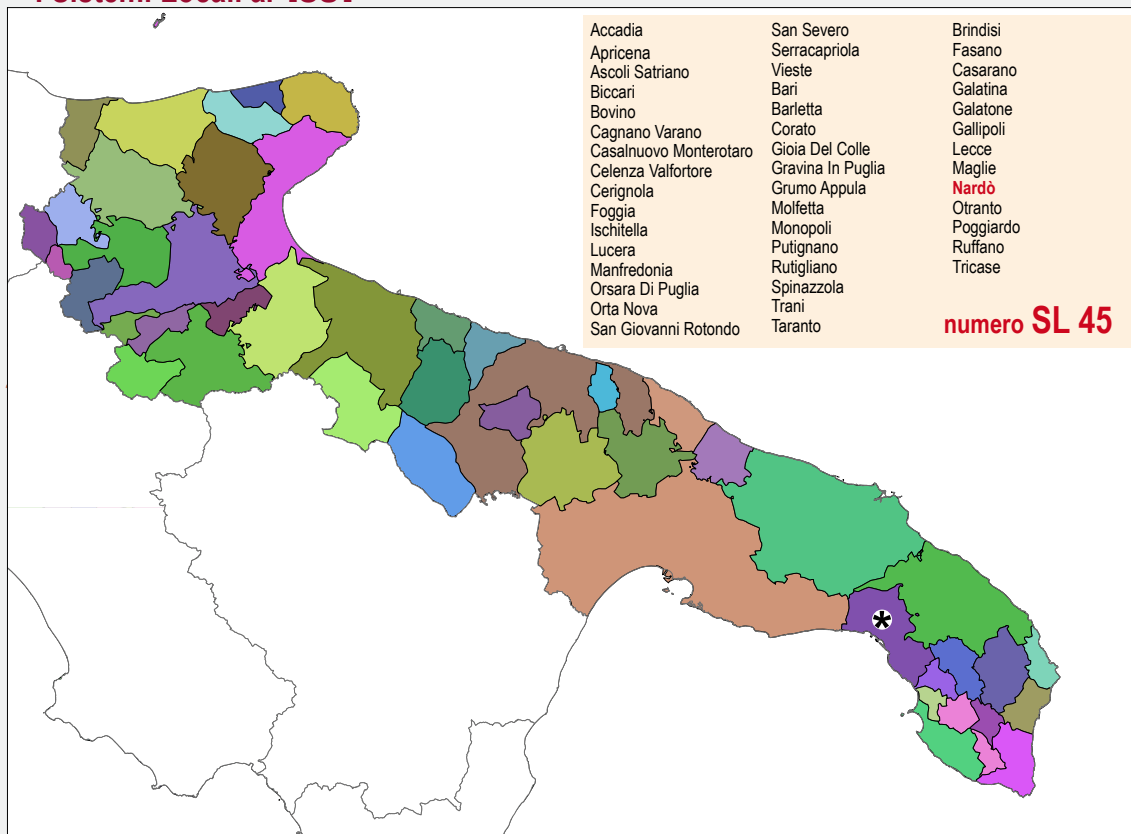 Accadia
Apricena
Ascoli Satriano
Biccari
Bovino
Cagnano Varano
Casalnuovo Monterotaro
Celenza Valfortore
Cerignola
Foggia
Ischitella
Lucera
Manfredonia
Orsara Di Puglia
Orta Nova
San Giovanni Rotondo
San Severo
Serracapriola
Vieste
Bari
Barletta
Corato
Gioia Del Colle
Gravina In Puglia
Grumo Appula
Molfetta
Monopoli
Putignano
Rutigliano
Spinazzola
Trani
Taranto
Brindisi
Fasano
Casarano
Galatina
Galatone
Gallipoli
Lecce
Maglie
Nardò
Otranto
Poggiardo
Ruffano
Tricase
numero SL 45